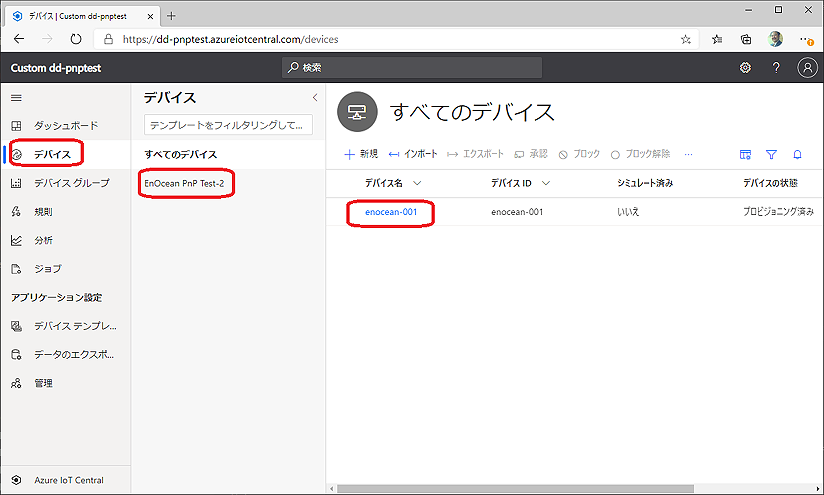 デバイス | Custom dd-pnptest
https://dd-pnptest.azureiotcentral.com/devices
Custom dd-pnptest
検索
デバイス
すべてのデバイス
テンプレートをフィルタリングして...
ダッシュボード
デバイス
デバイス グループ
規則
分析
ジョブ
アプリケーション設定
デバイス テンプレ...
データのエクスポ...
管理
Azure IoT Central
すべてのデバイス
EnOcean PnP Test-2
新規 インポート エクスポート 承認 ブロック ブロック解除 ...
デバイス名 デバイス ID シミュレート済み デバイスの状態
enocean-001 enocean-001 いいえ プロビジョニング済み